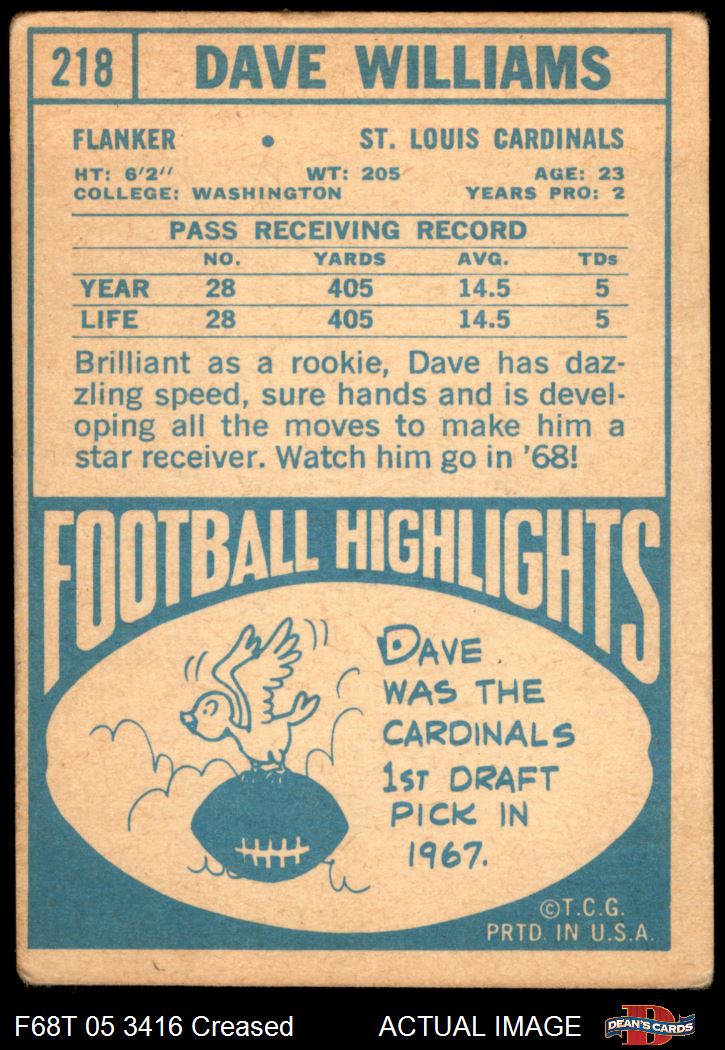 218 DAVE WILLIAMS
FLANKER • ST. LOUIS CARDINALS
HT: 6'2" WT: 205 AGE: 23
COLLEGE: WASHINGTON YEARS PRO: 2
PASS RECEIVING RECORD
NO. YARDS AVG. TDs
YEAR 28 405 14.5 5
LIFE 28 405 14.5 5
Brilliant as a rookie, Dave has daz-
zling speed, sure hands and is devel-
oping all the moves to make him a
star receiver. Watch him go in '68!
FOOTBALL HIGHLIGHTS
DAVE
WAS THE
CARDINALS
1ST DRAFT
PICK IN
1967.
©T.C.G.
PRTD. IN U.S.A.
F68T 05 3416 Creased ACTUAL IMAGE
D
DEAN'S CARDS